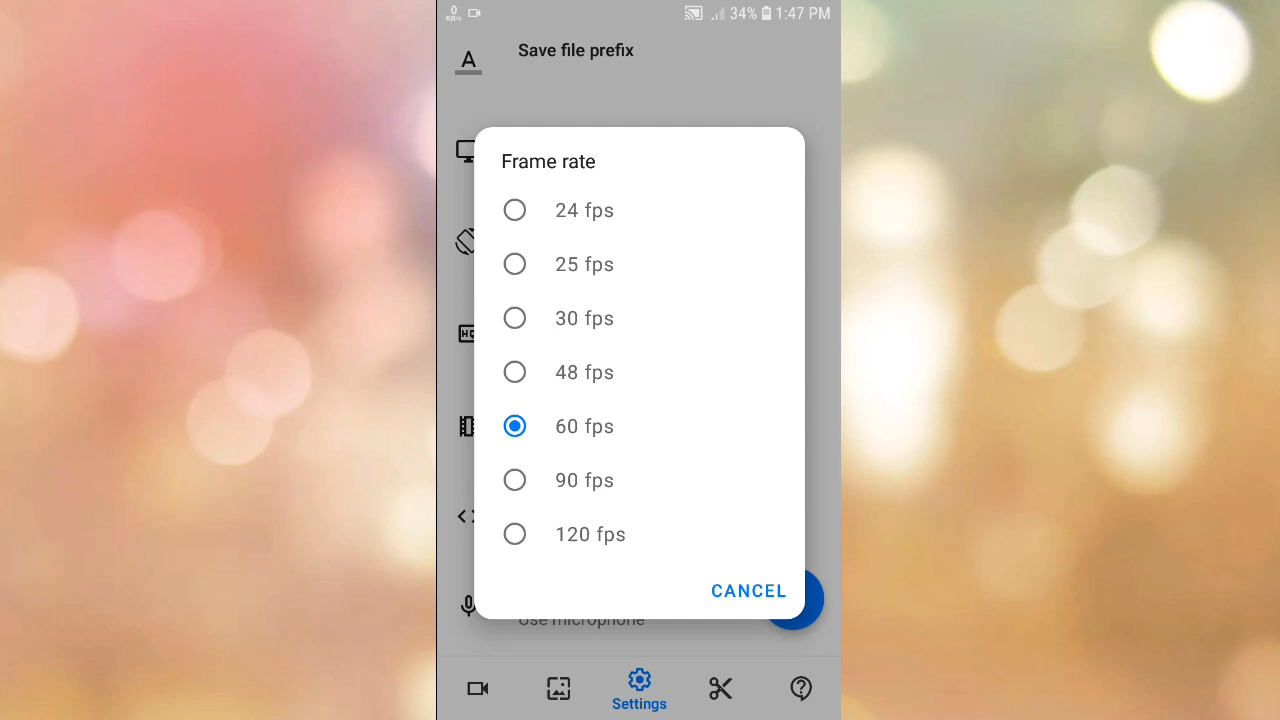 0
KB/s
34% 1:47 PM
A
Save file prefix
Frame rate
24 fps
25 fps
30 fps
HQ
48 fps
60 fps
90 fps
120 fps
CANCEL
Use microphone
Settings